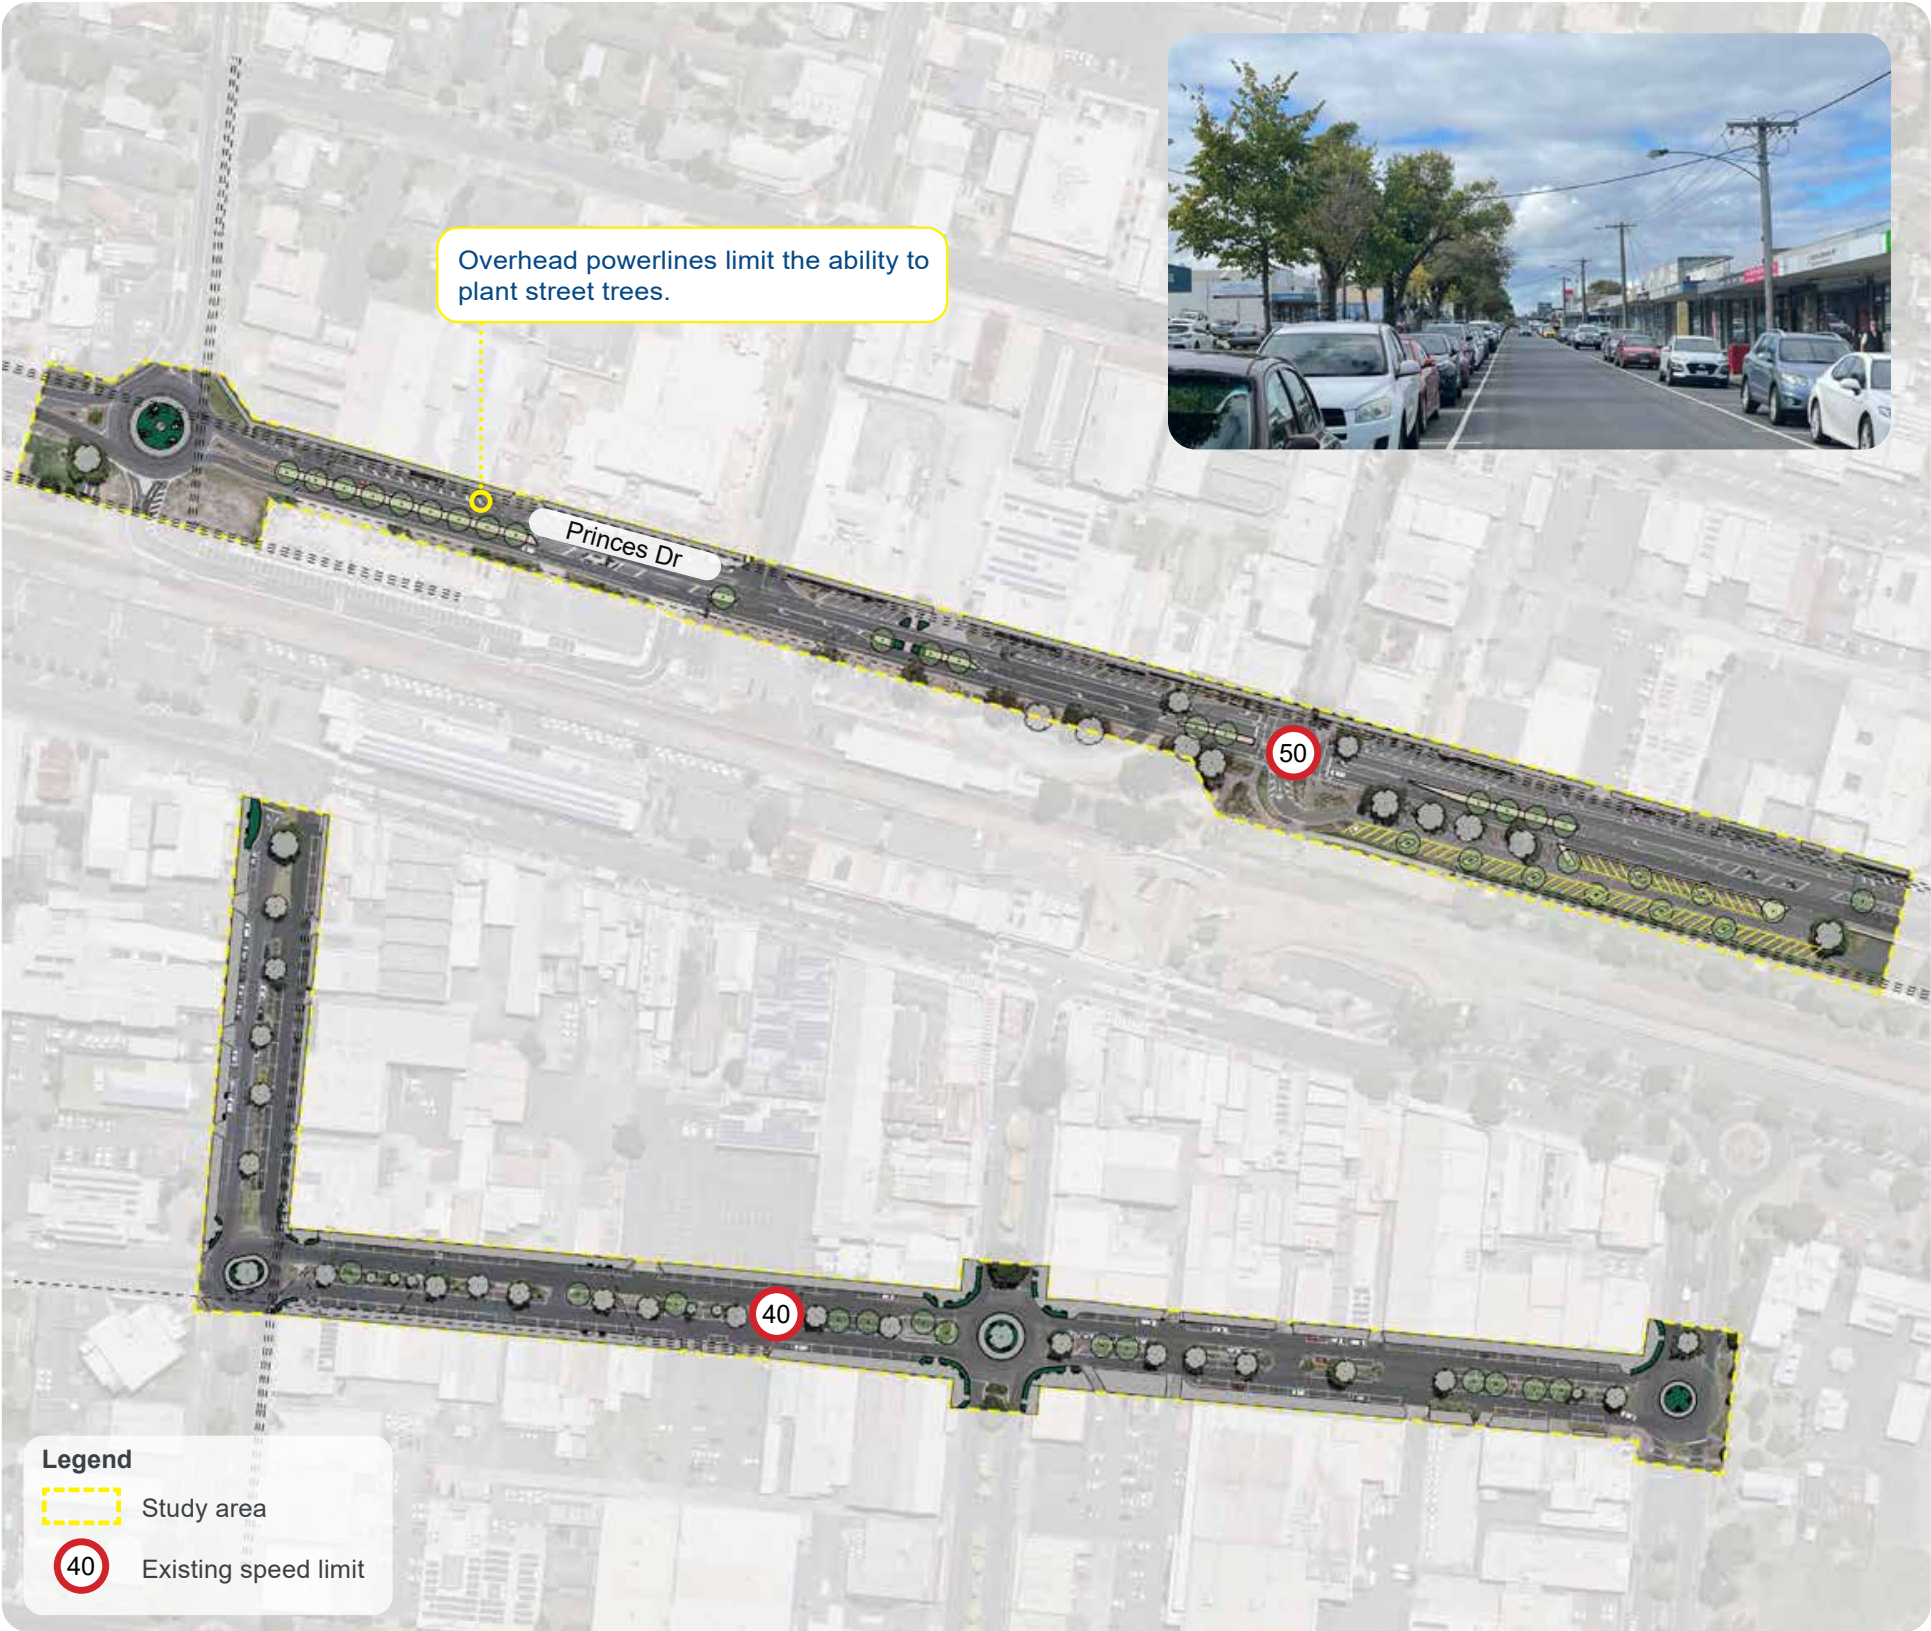 Overhead powerlines limit the ability to
plant street trees.
Princes Dr
50
40
Legend
Study area
40
Existing speed limit